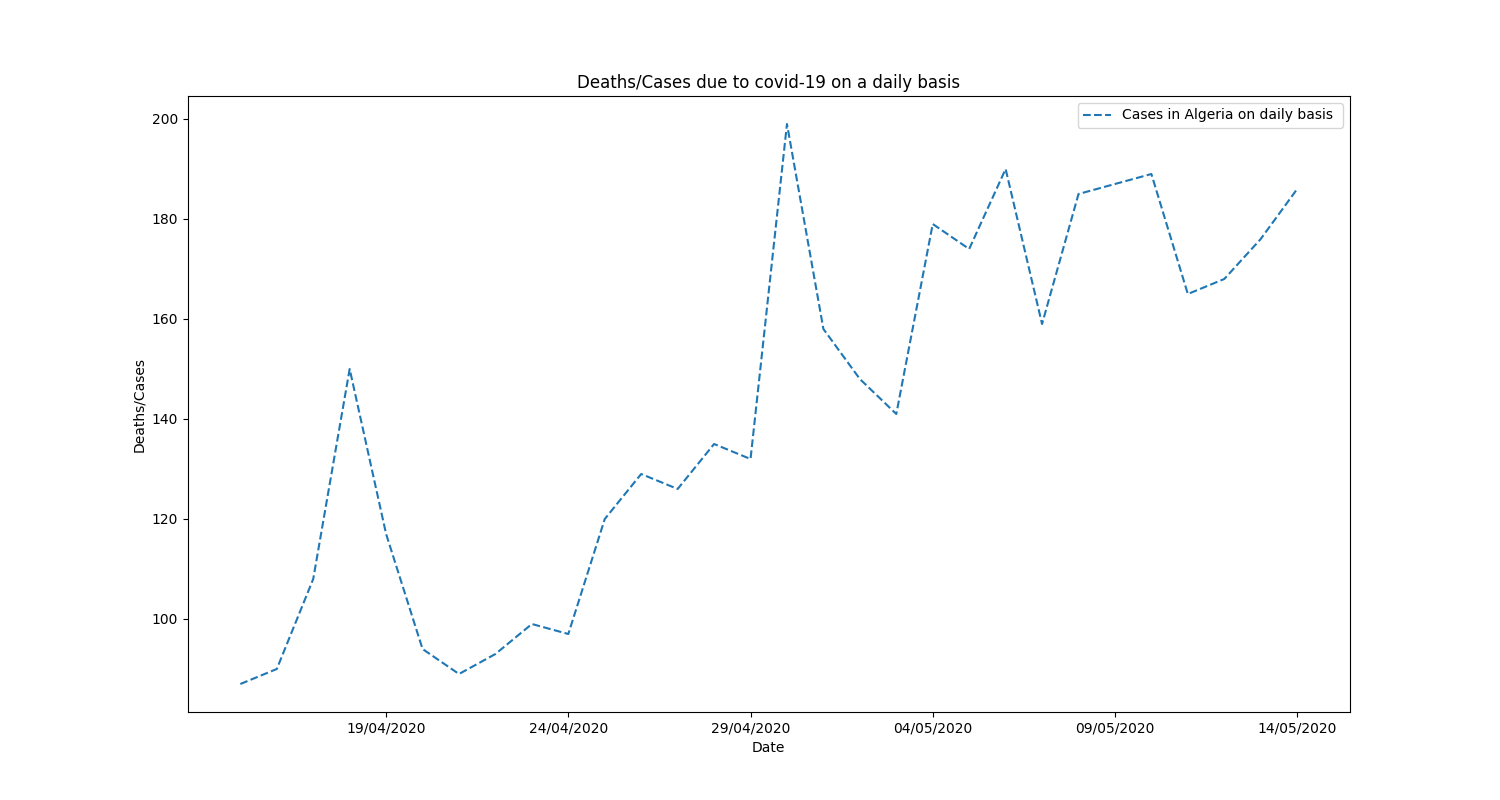 Deaths/Cases due to covid-19 on a daily basis
Cases in Algeria on daily basis
Deaths/Cases
200
180
160
140
120
100
19/04/2020 24/04/2020 29/04/2020 04/05/2020 09/05/2020 14/05/2020
Date